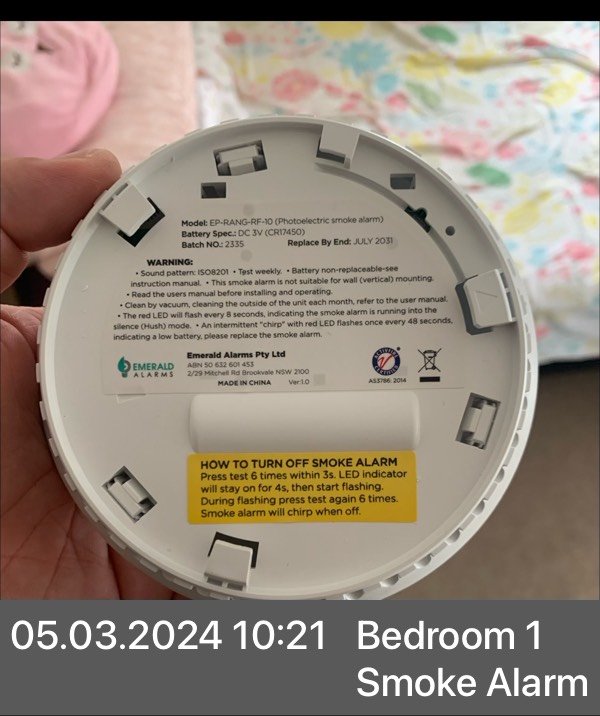 Model: EP-RANG-RF-10 (Photoelectric smoke alarm)
Battery Spec.: DC 3V (CR17450)
Batch NO.: 2335 Replace By End: JULY 2031
WARNING:
• Sound pattern: ISO8201 • Test weekly. • Battery non-replaceable-see
instruction manual. • This smoke alarm is not suitable for wall (vertical) mounting.
• Read the users manual before installing and operating.
• Clean by vacuum, cleaning the outside of the unit each month, refer to the user manual.
• The red LED will flash every 8 seconds, indicating the smoke alarm is running into the
silence (Hush) mode. • An intermittent "chirp" with red LED flashes once every 48 seconds,
indicating a low battery, please replace the smoke alarm.
EMERALD
ALARMS
Emerald Alarms Pty Ltd
ABN 50 632 601 453
2/29 Mitchell Rd Brookvale NSW 2100
MADE IN CHINA Ver:1.0
AS3786: 2014
HOW TO TURN OFF SMOKE ALARM
Press test 6 times within 3s. LED indicator
will stay on for 4s, then start flashing.
During flashing press test again 6 times.
Smoke alarm will chirp when off.
05.03.2024 10:21 Bedroom 1
Smoke Alarm